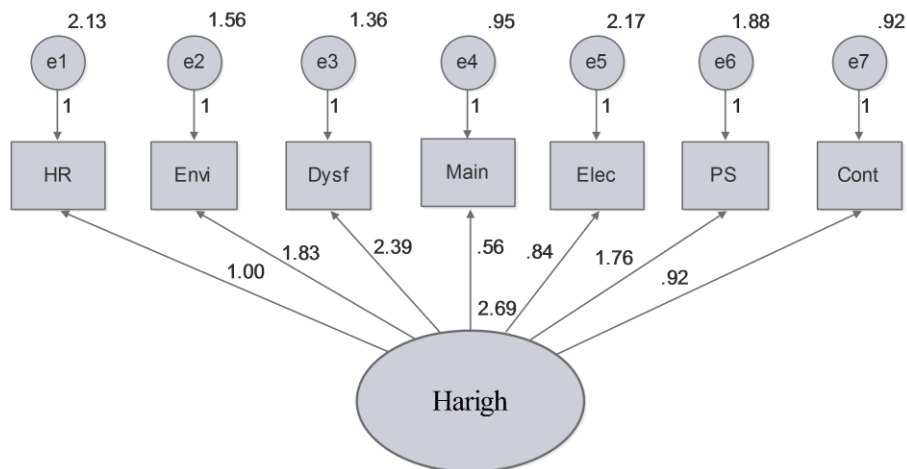 2.13 1.56 1.36 .95 2.17 1.88 .92
e1 e2 e3 e4 e5 e6 e7
1 1 1 1 1 1 1
HR Envi Dysf Main Elec PS Cont
1.00 1.83 2.39 .56 .84 1.76 .92
2.69
Harigh